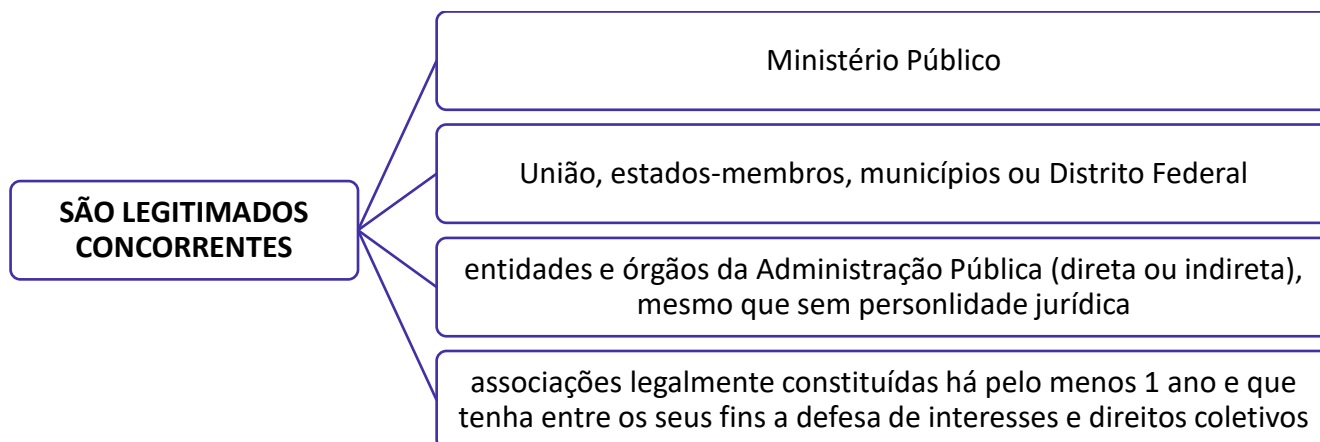 Ministério Público
União, estados-membros, municípios ou Distrito Federal
SÃO LEGITIMADOS
CONCORRENTES
entidades e órgãos da Administração Pública (direta ou indireta),
mesmo que sem personlidade jurídica
associações legalmente constituídas há pelo menos 1 ano e que
tenha entre os seus fins a defesa de interesses e direitos coletivos